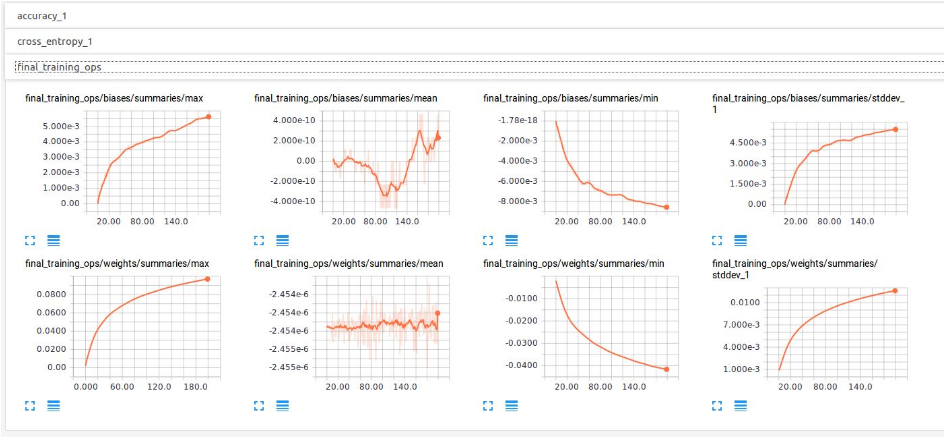 accuracy_1
cross_entropy_1
final_training_ops
final_training_ops/biases/summaries/max
5.000e-3
4.000e-3
3.000e-3
2.000e-3
1.000e-3
0.00
20.00 80.00 140.0
final_training_ops/biases/summaries/mean
4.000e-10
2.000e-10
0.00
-2.000e-10
-4.000e-10
20.00 80.00 140.0
final_training_ops/biases/summaries/min
-1.78e-18
-2.000e-3
-4.000e-3
-6.000e-3
-8.000e-3
20.00 80.00 140.0
final_training_ops/biases/summaries/stddev_
1
4.500e-3
3.000e-3
1.500e-3
0.00
20.00 80.00 140.0
final_training_ops/weights/summaries/max
0.0800
0.0600
0.0400
0.0200
0.00
0.000 60.00 120.0 180.0
final_training_ops/weights/summaries/mean
-2.454e-6
-2.454e-6
-2.454e-6
-2.455e-6
-2.455e-6
20.00 80.00 140.0
final_training_ops/weights/summaries/min
-0.0100
-0.0200
-0.0300
-0.0400
20.00 80.00 140.0
final_training_ops/weights/summaries/
stddev_1
0.0100
7.000e-3
4.000e-3
1.000e-3
20.00 80.00 140.0